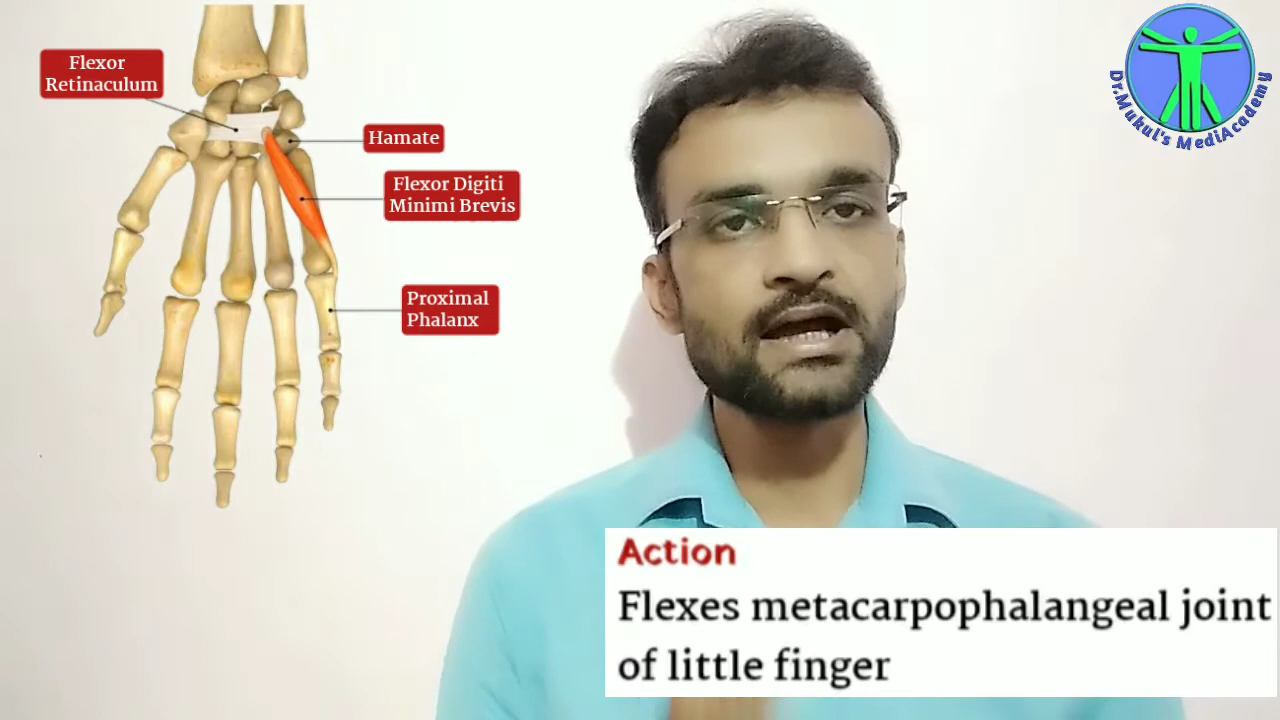 Flexor
Retinaculum
Hamate
Flexor Digiti
Minimi Brevis
Proximal
Phalanx
Dr.Mukul's MediAcademy
Action
Flexes metacarpophalangeal joint
of little finger